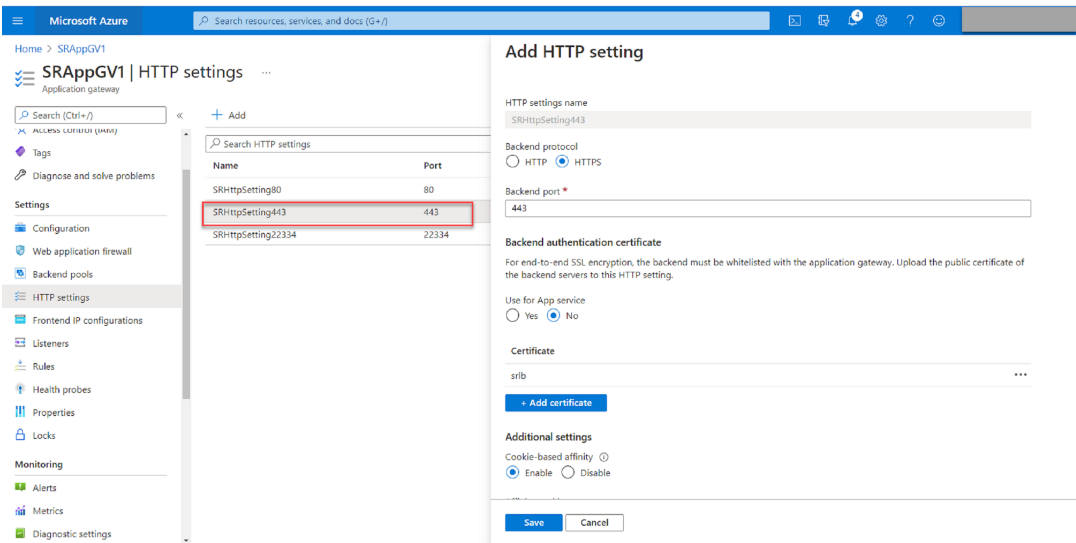 Microsoft Azure
Search resources, services, and docs (G+/)
4
Home > SRAppGV1
SRAppGV1 | HTTP settings ...
Application gateway
Search (Ctrl+/)
«
Access control (IAM)
Tags
Diagnose and solve problems
Settings
Configuration
Web application firewall
Backend pools
HTTP settings
Frontend IP configurations
Listeners
Rules
Health probes
Properties
Locks
Monitoring
Alerts
Metrics
Diagnostic settings
+ Add
Search HTTP settings
Name Port
SRHttpSetting80 80
SRHttpSetting443 443
SRHttpSetting22334 22334
Add HTTP setting
HTTP settings name
SRHttpSetting443
Backend protocol
HTTP HTTPS
Backend port *
443
Backend authentication certificate
For end-to-end SSL encryption, the backend must be whitelisted with the application gateway. Upload the public certificate of
the backend servers to this HTTP setting.
Use for App service
Yes No
Certificate
srlb ...
+ Add certificate
Additional settings
Cookie-based affinity
Enable Disable
Save Cancel